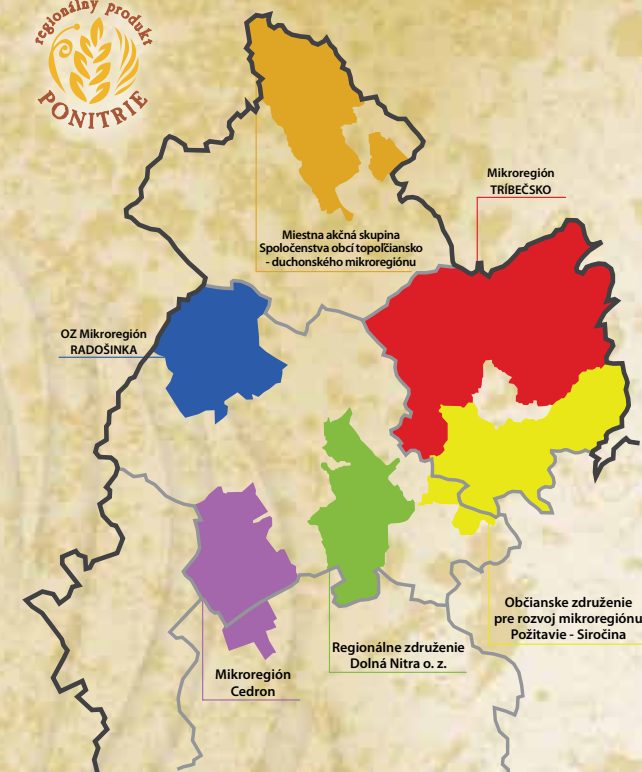 regionálny produkt
PONITRIE
Mikroregión
TRÍBEČSKO
Miestna akčná skupina
Spoločenstva obcí topoľčiansko
- duchonského mikroregiónu
OZ Mikroregión
RADOŠINKA
Občianske združenie
pre rozvoj mikroregiónu
Požitavie - Siročina
Regionálne združenie
Dolná Nitra o. z.
Mikroregión
Cedron